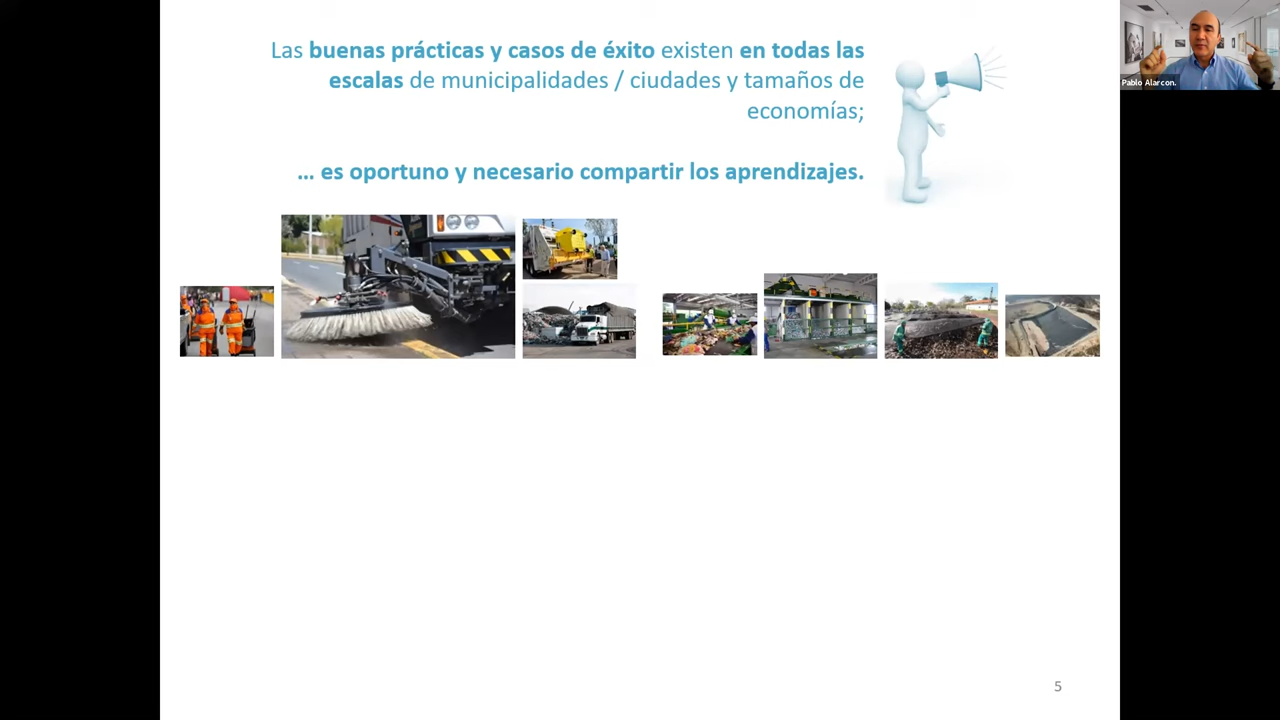 Las buenas prácticas y casos de éxito existen en todas las
escalas de municipalidades / ciudades y tamaños de
economías;
... es oportuno y necesario compartir los aprendizajes.
Pablo Alarcon.
5